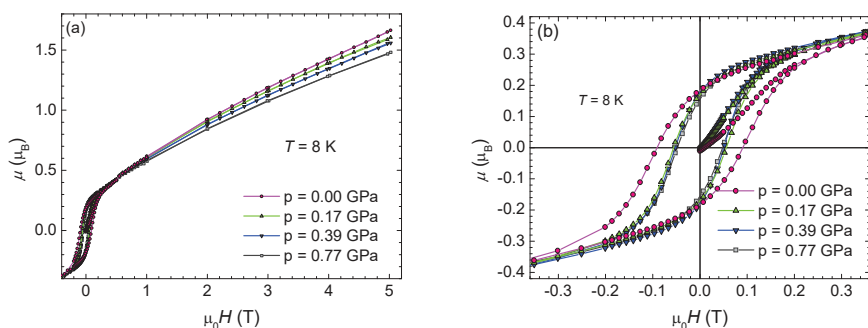 (a)
1.5
1.0
0.5
0.0
μ (μB)
T = 8 K
p = 0.00 GPa
p = 0.17 GPa
p = 0.39 GPa
p = 0.77 GPa
0 1 2 3 4 5
μ0H (T)
(b)
0.4
0.3
0.2
0.1
0.0
-0.1
-0.2
-0.3
-0.4
μ (μB)
T = 8 K
p = 0.00 GPa
p = 0.17 GPa
p = 0.39 GPa
p = 0.77 GPa
-0.3 -0.2 -0.1 0.0 0.1 0.2 0.3
μ0H (T)